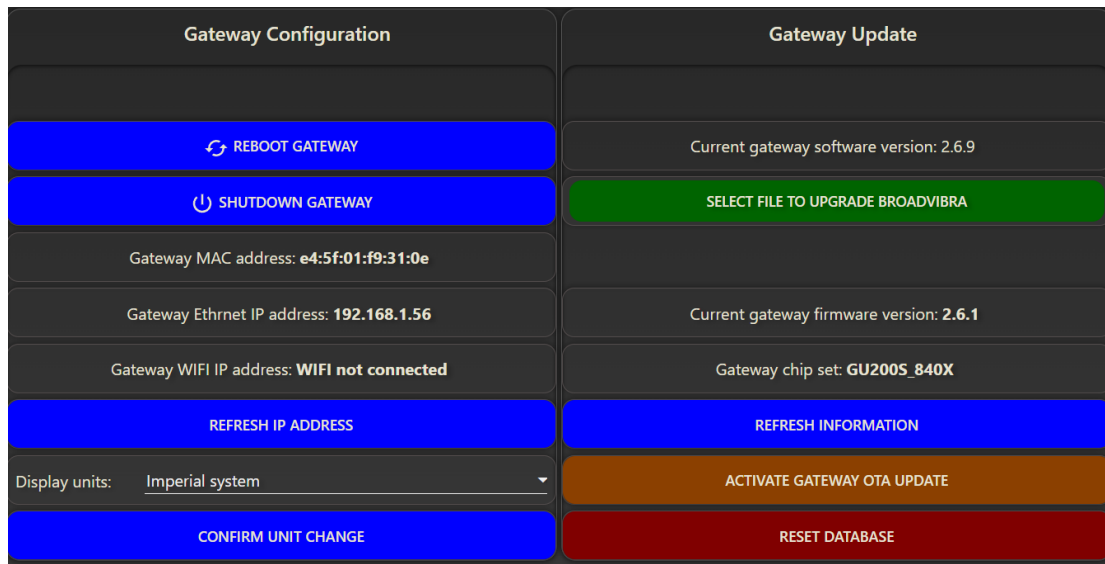 Gateway Configuration
REBOOT GATEWAY
SHUTDOWN GATEWAY
Gateway MAC address: e4:5f:01:f9:31:0e
Gateway Ethrnet IP address: 192.168.1.56
Gateway WIFI IP address: WIFI not connected
REFRESH IP ADDRESS
Display units: Imperial system
CONFIRM UNIT CHANGE
Gateway Update
Current gateway software version: 2.6.9
SELECT FILE TO UPGRADE BROADVIBRA
Current gateway firmware version: 2.6.1
Gateway chip set: GU200S_840X
REFRESH INFORMATION
ACTIVATE GATEWAY OTA UPDATE
RESET DATABASE